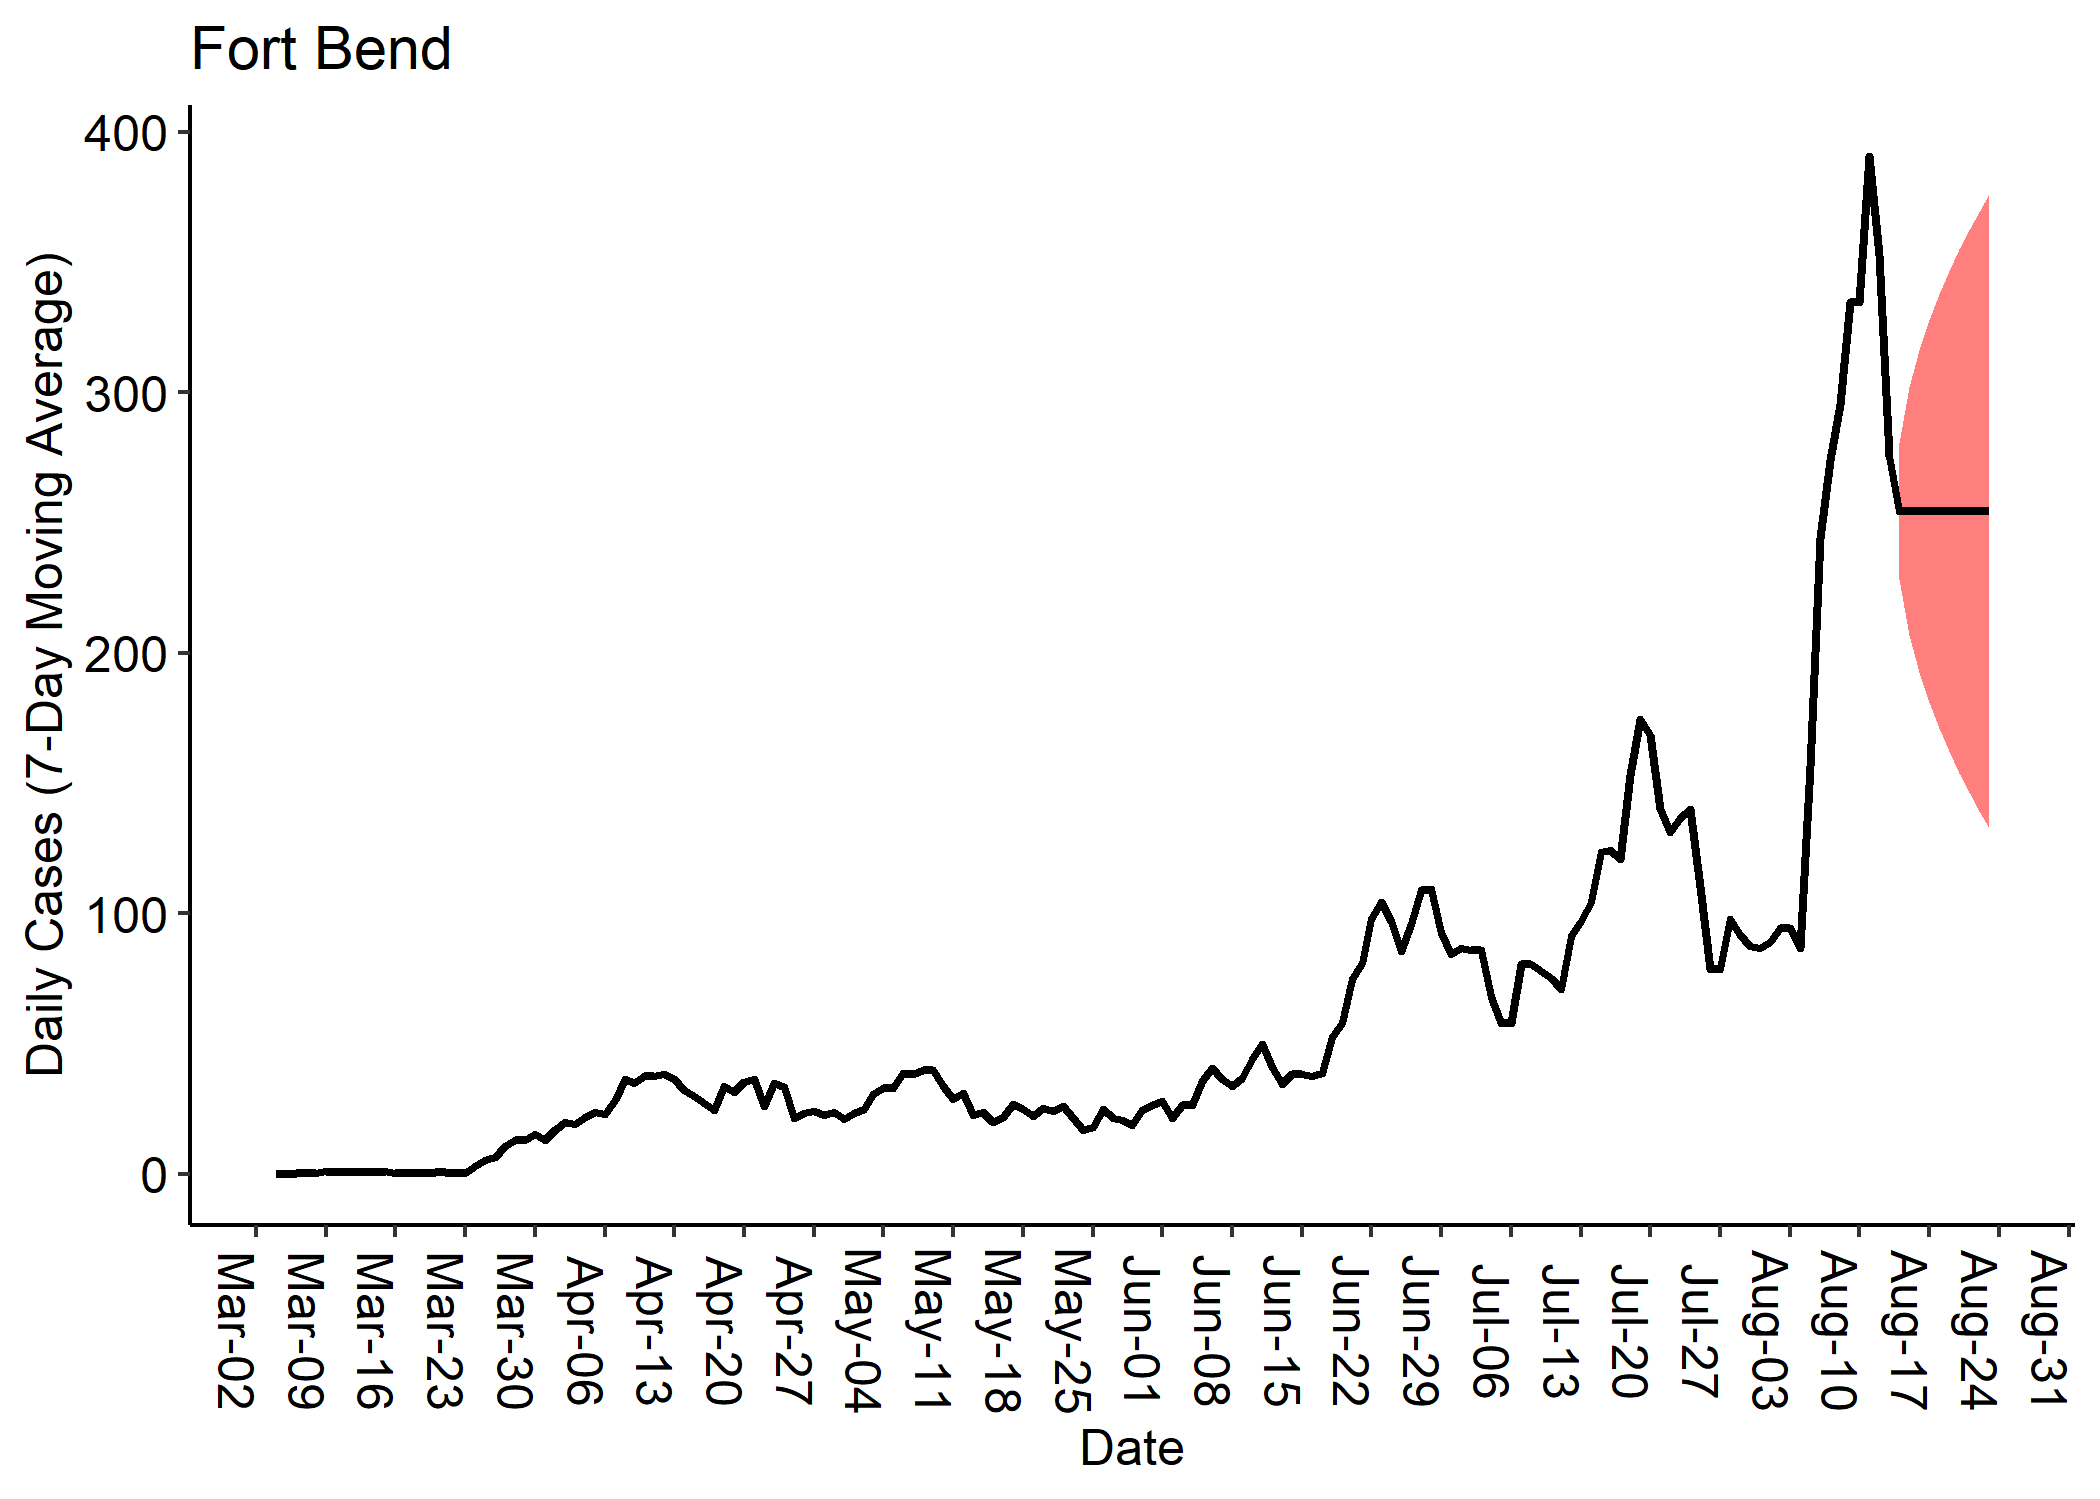 Fort Bend
Daily Cases (7-Day Moving Average)
400
300
200
100
0
Mar-02
Mar-09
Mar-16
Mar-23
Mar-30
Apr-06
Apr-13
Apr-20
Apr-27
May-04
May-11
May-18
May-25
Jun-01
Jun-08
Jun-15
Jun-22
Jun-29
Jul-06
Jul-13
Jul-20
Jul-27
Aug-03
Aug-10
Aug-17
Aug-24
Aug-31
Date